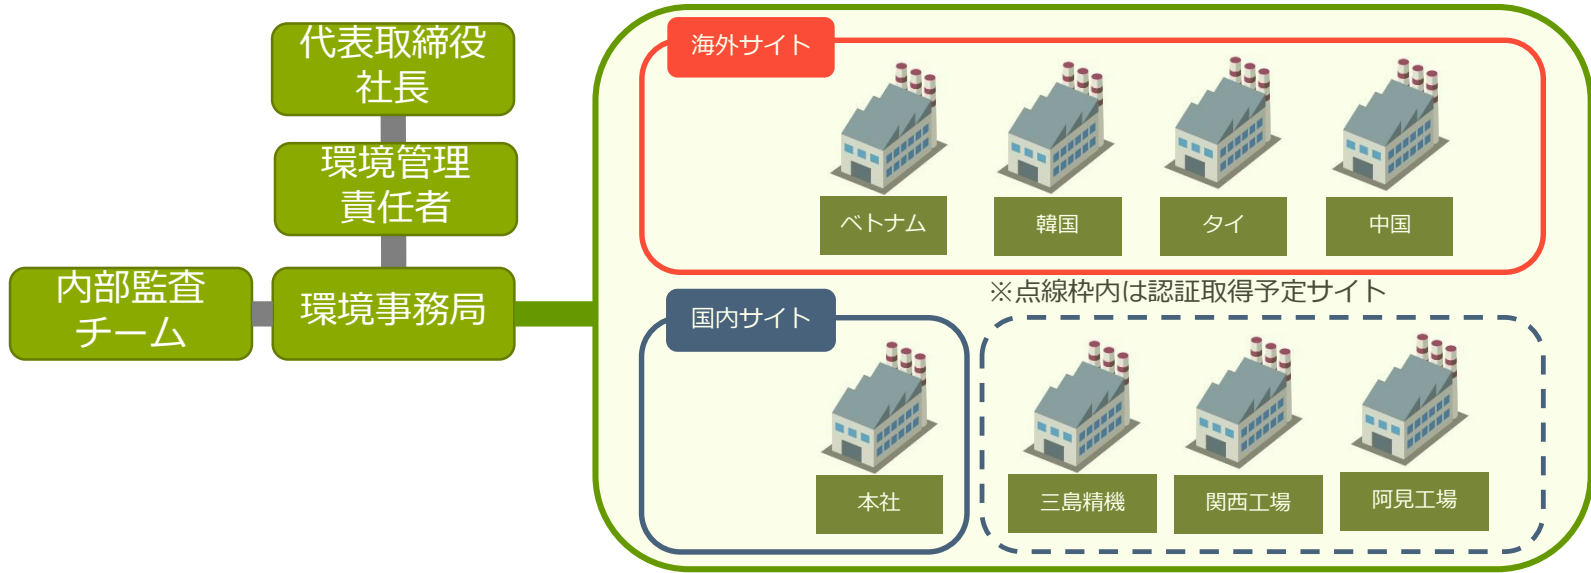 代表取締役
社長
環境管理
責任者
内部監査
チーム
環境事務局
海外サイト
ベトナム
韓国
タイ
中国
※点線枠内は認証取得予定サイト
国内サイト
本社
三島精機
関西工場
阿見工場